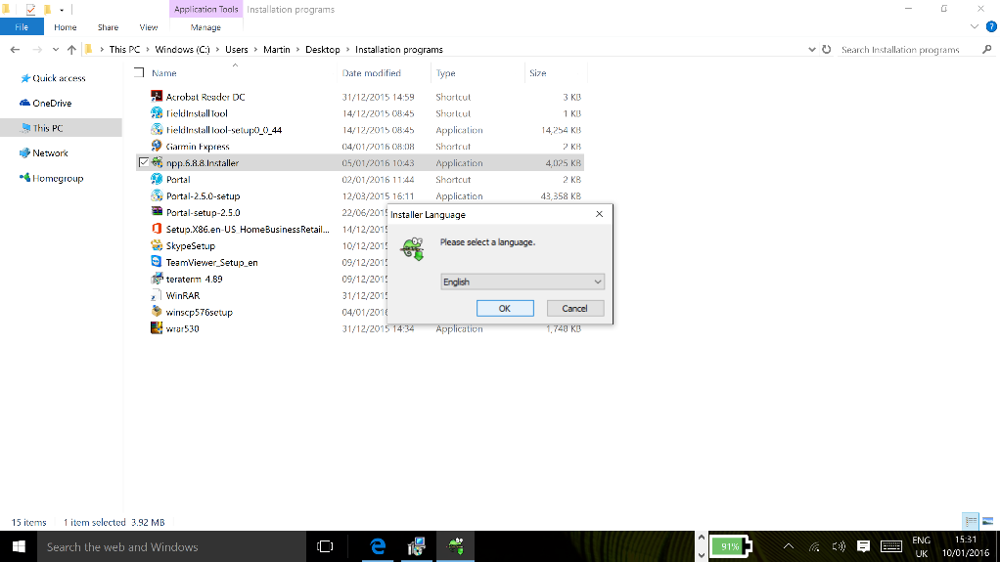 Application Tools Installation programs
File Home Share View Manage
This PC Windows (C:) Users Martin Desktop Installation programs Search Installation programs
Name Date modified Type Size
Quick access
OneDrive
This PC
Network
Homegroup
Acrobat Reader DC 31/12/2015 14:59 Shortcut 3 KB
FieldInstallTool 14/12/2015 08:45 Shortcut 1 KB
FieldInstallTool-setup0_0_44 14/12/2015 08:45 Application 14,254 KB
Garmin Express 04/01/2016 08:08 Shortcut 2 KB
npp.6.8.8.Installer 05/01/2016 10:43 Application 4,025 KB
Portal 02/01/2016 11:44 Shortcut 2 KB
Portal-2.5.0-setup 12/03/2015 16:11 Application 43,358 KB
Portal-setup-2.5.0 22/06/201
Setup.X86.en-US_HomeBusinessRetail... 14/12/201
SkypeSetup 10/12/201
TeamViewer_Setup_en 09/12/201
teraterm_4.89 09/12/201
WinRAR 31/12/201
winscp576setup 04/01/201
wrar530 31/12/2015 14:34 Application 1,748 KB
Installer Language
Please select a language.
English
OK Cancel
15 items 1 item selected 3.92 MB
Search the web and Windows
91%
ENG
UK
15:31
10/01/2016